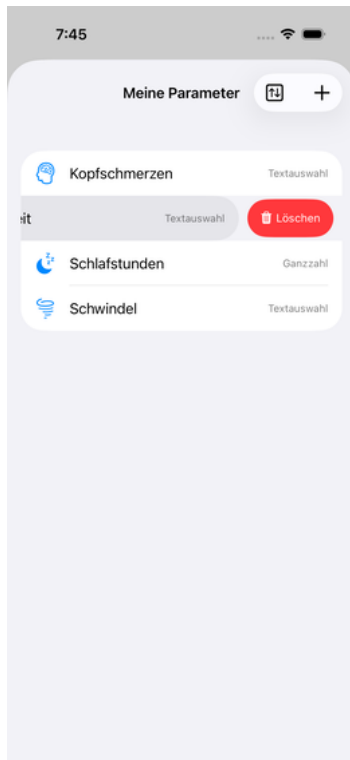 7:45
Meine Parameter
Kopfschmerzen Textauswahl
eit Textauswahl Löschen
Schlafstunden Ganzzahl
Schwindel Textauswahl